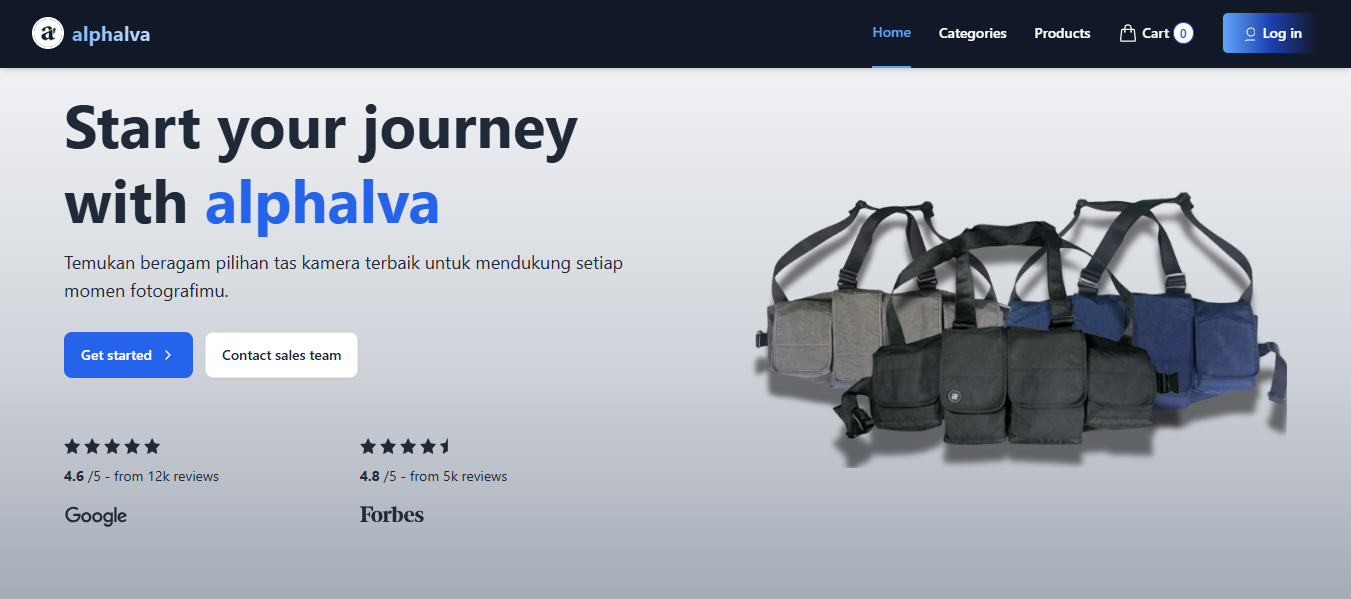 alphalva
Home
Categories
Products
Cart 0
Log in
Start your journey
with alphalva
Temukan beragam pilihan tas kamera terbaik untuk mendukung setiap
momen fotografimu.
Get started
Contact sales team
4.6 /5 - from 12k reviews
Google
4.8 /5 - from 5k reviews
Forbes